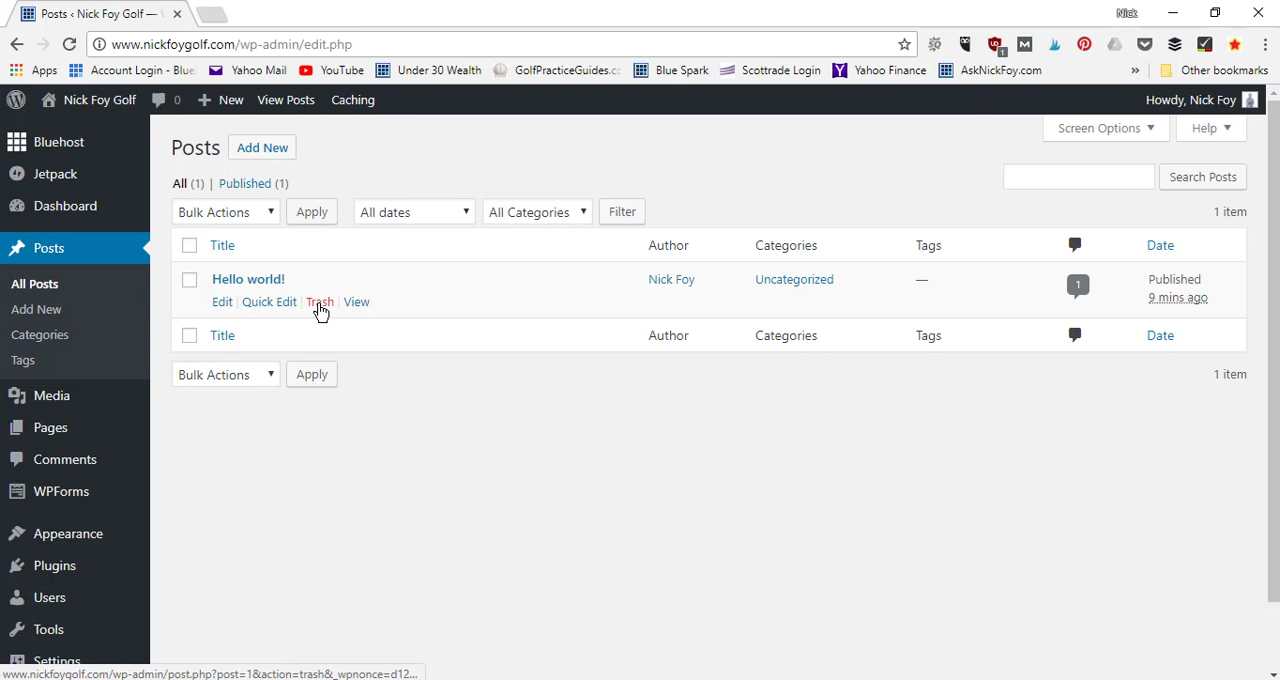 Posts ‹ Nick Foy Golf —
Nick
www.nickfoygolf.com/wp-admin/edit.php
Apps Account Login - Blue Yahoo Mail YouTube Under 30 Wealth GolfPracticeGuides.cc Blue Spark Scottrade Login Yahoo Finance AskNickFoy.com » Other bookmarks
Nick Foy Golf 0 + New View Posts Caching Howdy, Nick Foy
Screen Options ▼ Help ▼
Posts Add New
All (1) | Published (1)
Search Posts
Bulk Actions Apply All dates All Categories Filter 1 item
Title Author Categories Tags Date
Hello world! Nick Foy Uncategorized — 1 Published
Edit | Quick Edit | Trash | View 9 mins ago
Title Author Categories Tags Date
Bulk Actions Apply 1 item
Bluehost
Jetpack
Dashboard
Posts
All Posts
Add New
Categories
Tags
Media
Pages
Comments
WPForms
Appearance
Plugins
Users
Tools
Settings
www.nickfoygolf.com/wp-admin/post.php?post=1&action=trash&_wpnonce=d12...